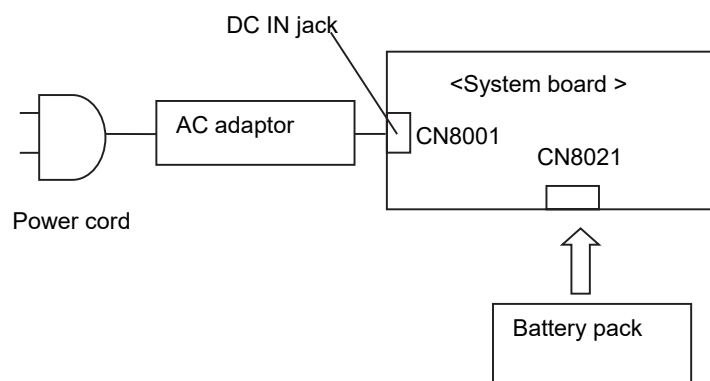 DC IN jack
<System board >
AC adaptor
CN8001
CN8021
Power cord
Battery pack